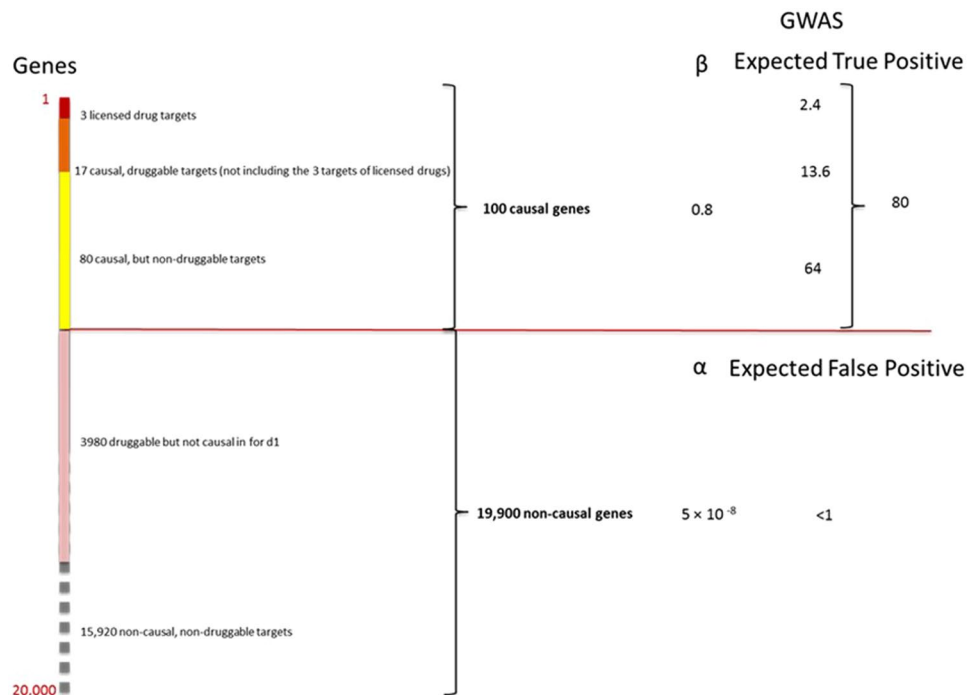 GWAS
Genes
β Expected True Positive
1
3 licensed drug targets
2.4
17 causal, druggable targets (not including the 3 targets of licensed drugs)
13.6
100 causal genes
0.8
80
80 causal, but non-druggable targets
64
α Expected False Positive
3980 druggable but not causal in for d1
19,900 non-causal genes
5 × 10 -8
<1
15,920 non-causal, non-druggable targets
20,000